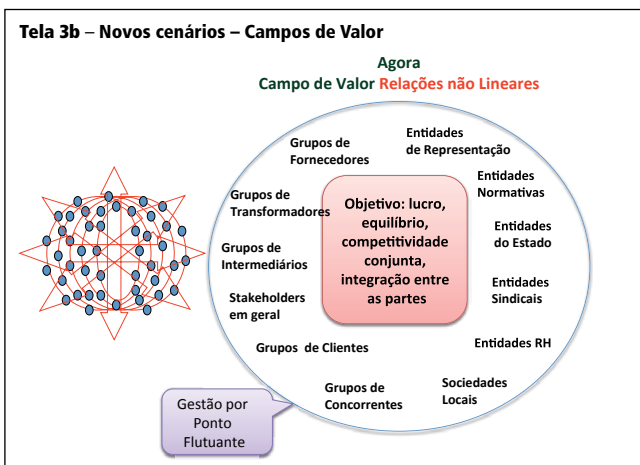 Tela 3b – Novos cenários – Campos de Valor
Agora
Campo de Valor Relações não Lineares
Grupos de
Fornecedores
Entidades
de Representação
Entidades
Normativas
Grupos de
Transformadores
Objetivo: lucro,
equilíbrio,
competitividade
conjunta,
integração entre
as partes
Entidades
do Estado
Grupos de
Intermediários
Entidades
Sindicais
Stakeholders
em geral
Entidades RH
Grupos de Clientes
Sociedades
Locais
Grupos de
Concorrentes
Gestão por
Ponto
Flutuante